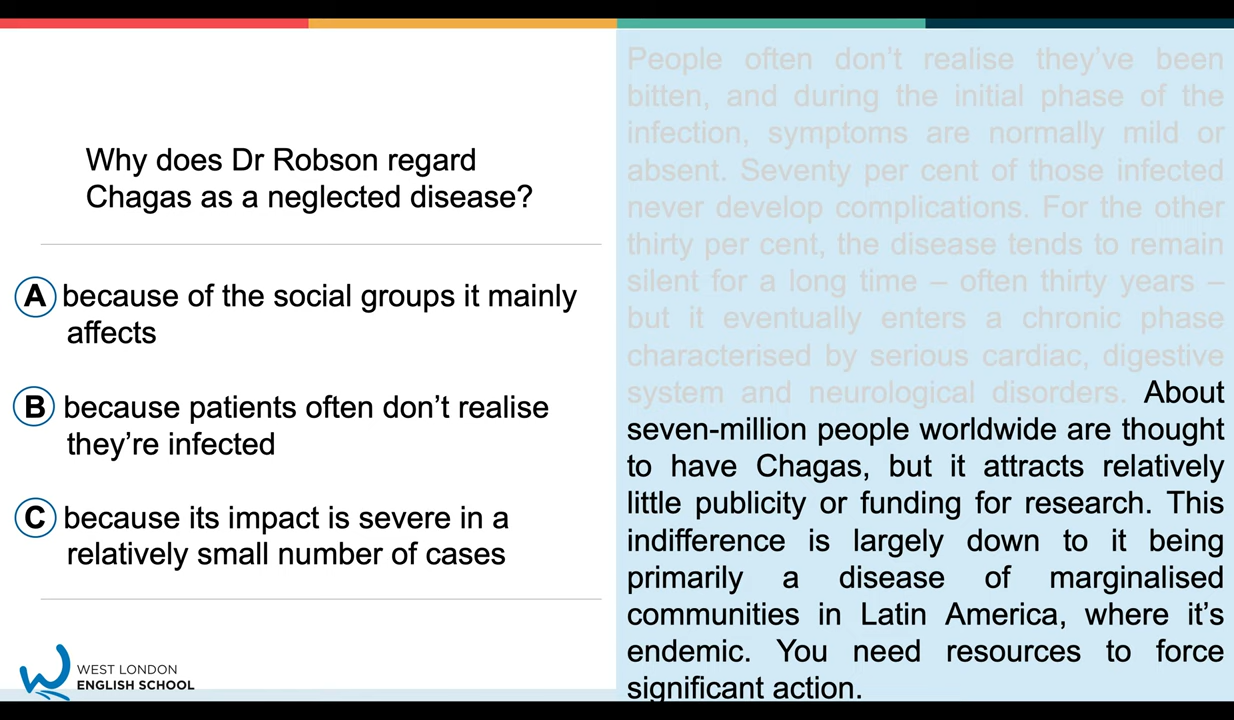 Why does Dr Robson regard
Chagas as a neglected disease?
A because of the social groups it mainly
affects
B because patients often don’t realise
they’re infected
C because its impact is severe in a
relatively small number of cases
WEST LONDON
ENGLISH SCHOOL
People often don’t realise they’ve been
bitten, and during the initial phase of the
infection, symptoms are normally mild or
absent. Seventy per cent of those infected
never develop complications. For the other
thirty per cent, the disease tends to remain
silent for a long time – often thirty years –
but it eventually enters a chronic phase
characterised by serious cardiac, digestive
system and neurological disorders. About
seven-million people worldwide are thought
to have Chagas, but it attracts relatively
little publicity or funding for research. This
indifference is largely down to it being
primarily a disease of marginalised
communities in Latin America, where it’s
endemic. You need resources to force
significant action.